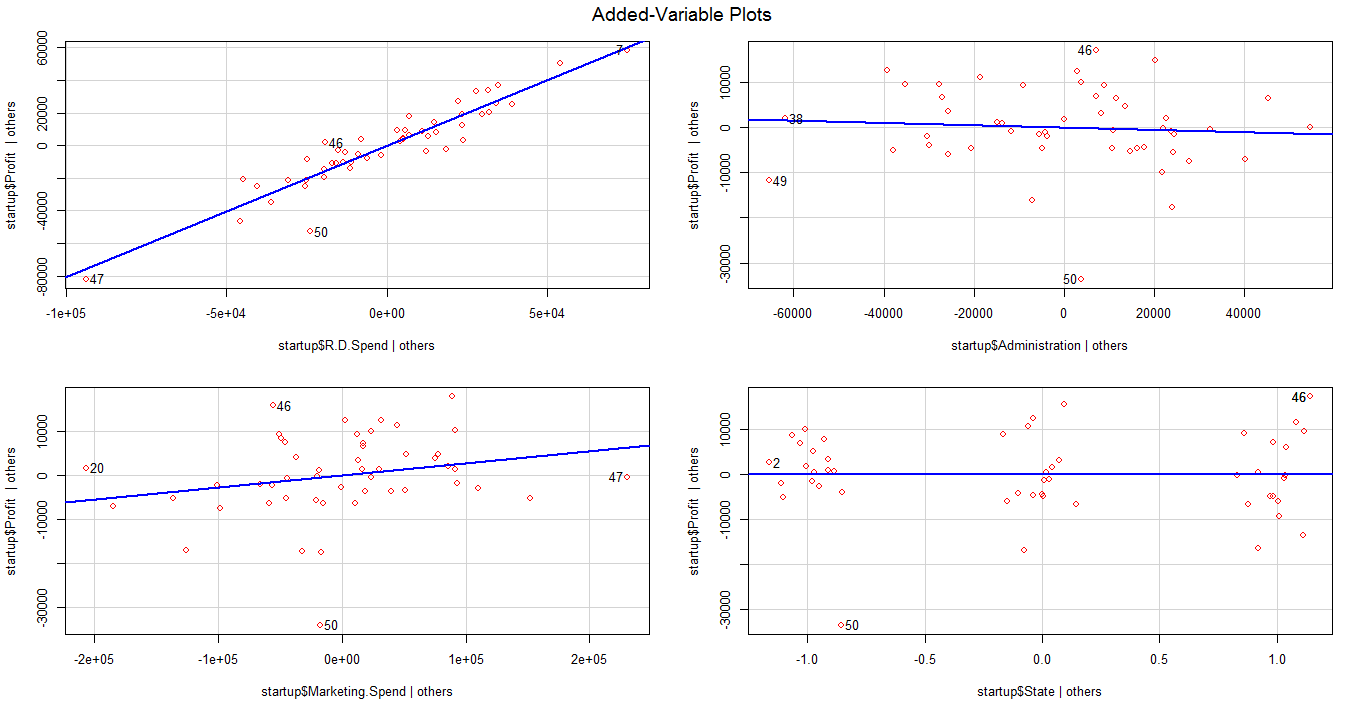 Added-Variable Plots
startup$Profit | others
-80000 -40000 0 20000 60000
7
46
50
47
-1e+05 -5e+04 0e+00 5e+04
startup$R.D.Spend | others
startup$Profit | others
-30000 -10000 0 10000
46
38
49
50
-60000 -40000 -20000 0 20000 40000
startup$Administration | others
startup$Profit | others
-30000 -10000 0 10000
46
20
47
50
-2e+05 -1e+05 0e+00 1e+05 2e+05
startup$Marketing.Spend | others
startup$Profit | others
-30000 -10000 0 10000
46
2
50
-1.0 -0.5 0.0 0.5 1.0
startup$State | others